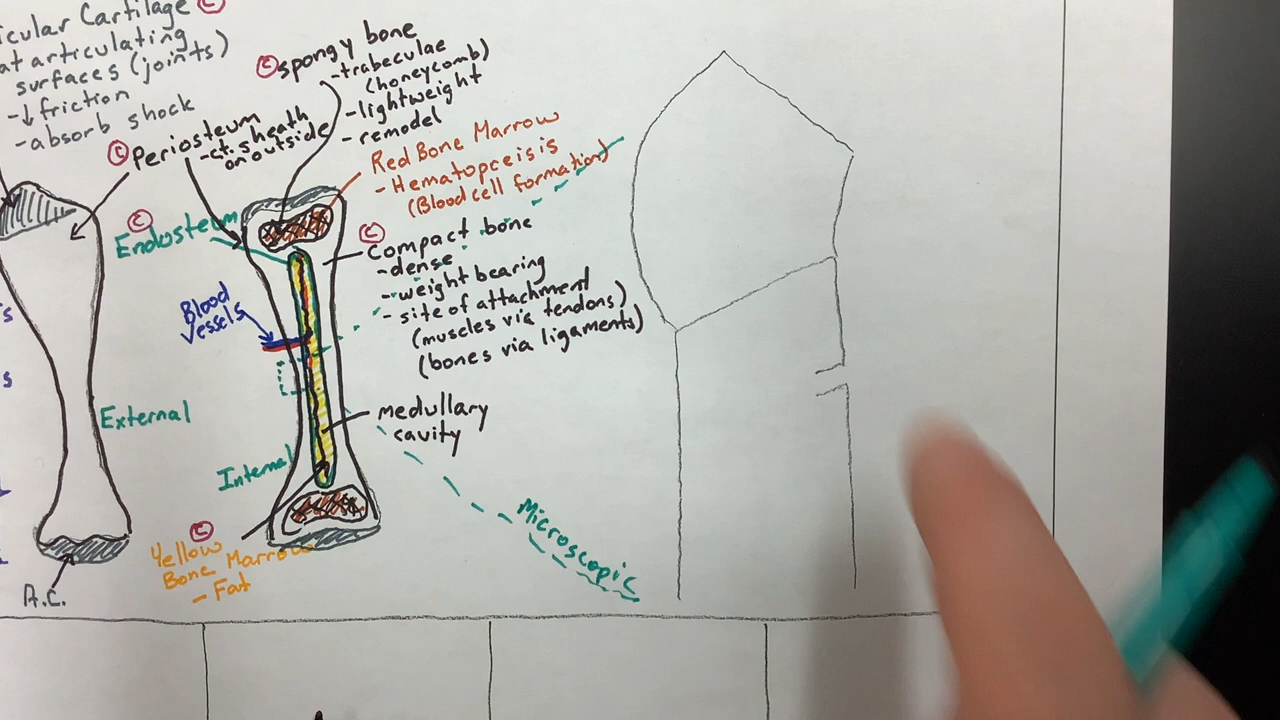 icular Cartilage C
at articulating
surfaces (joints)
-↓ friction
-absorb shock
C Periosteum
-c.t. sheath
on outside
C spongy bone
-trabeculae
(honeycomb)
-lightweight
- remodel
Red Bone Marrow
- Hematopoeisis
(Blood cell formation)
C
Endosteum
C
Compact bone
-dense
-weight bearing
- site of attachment
(muscles via tendons)
(bones via ligaments)
Blood
Vessels
External
medullary
cavity
Internal
C
Yellow
Bone Marrow
- Fat
Microscopic
A.C.